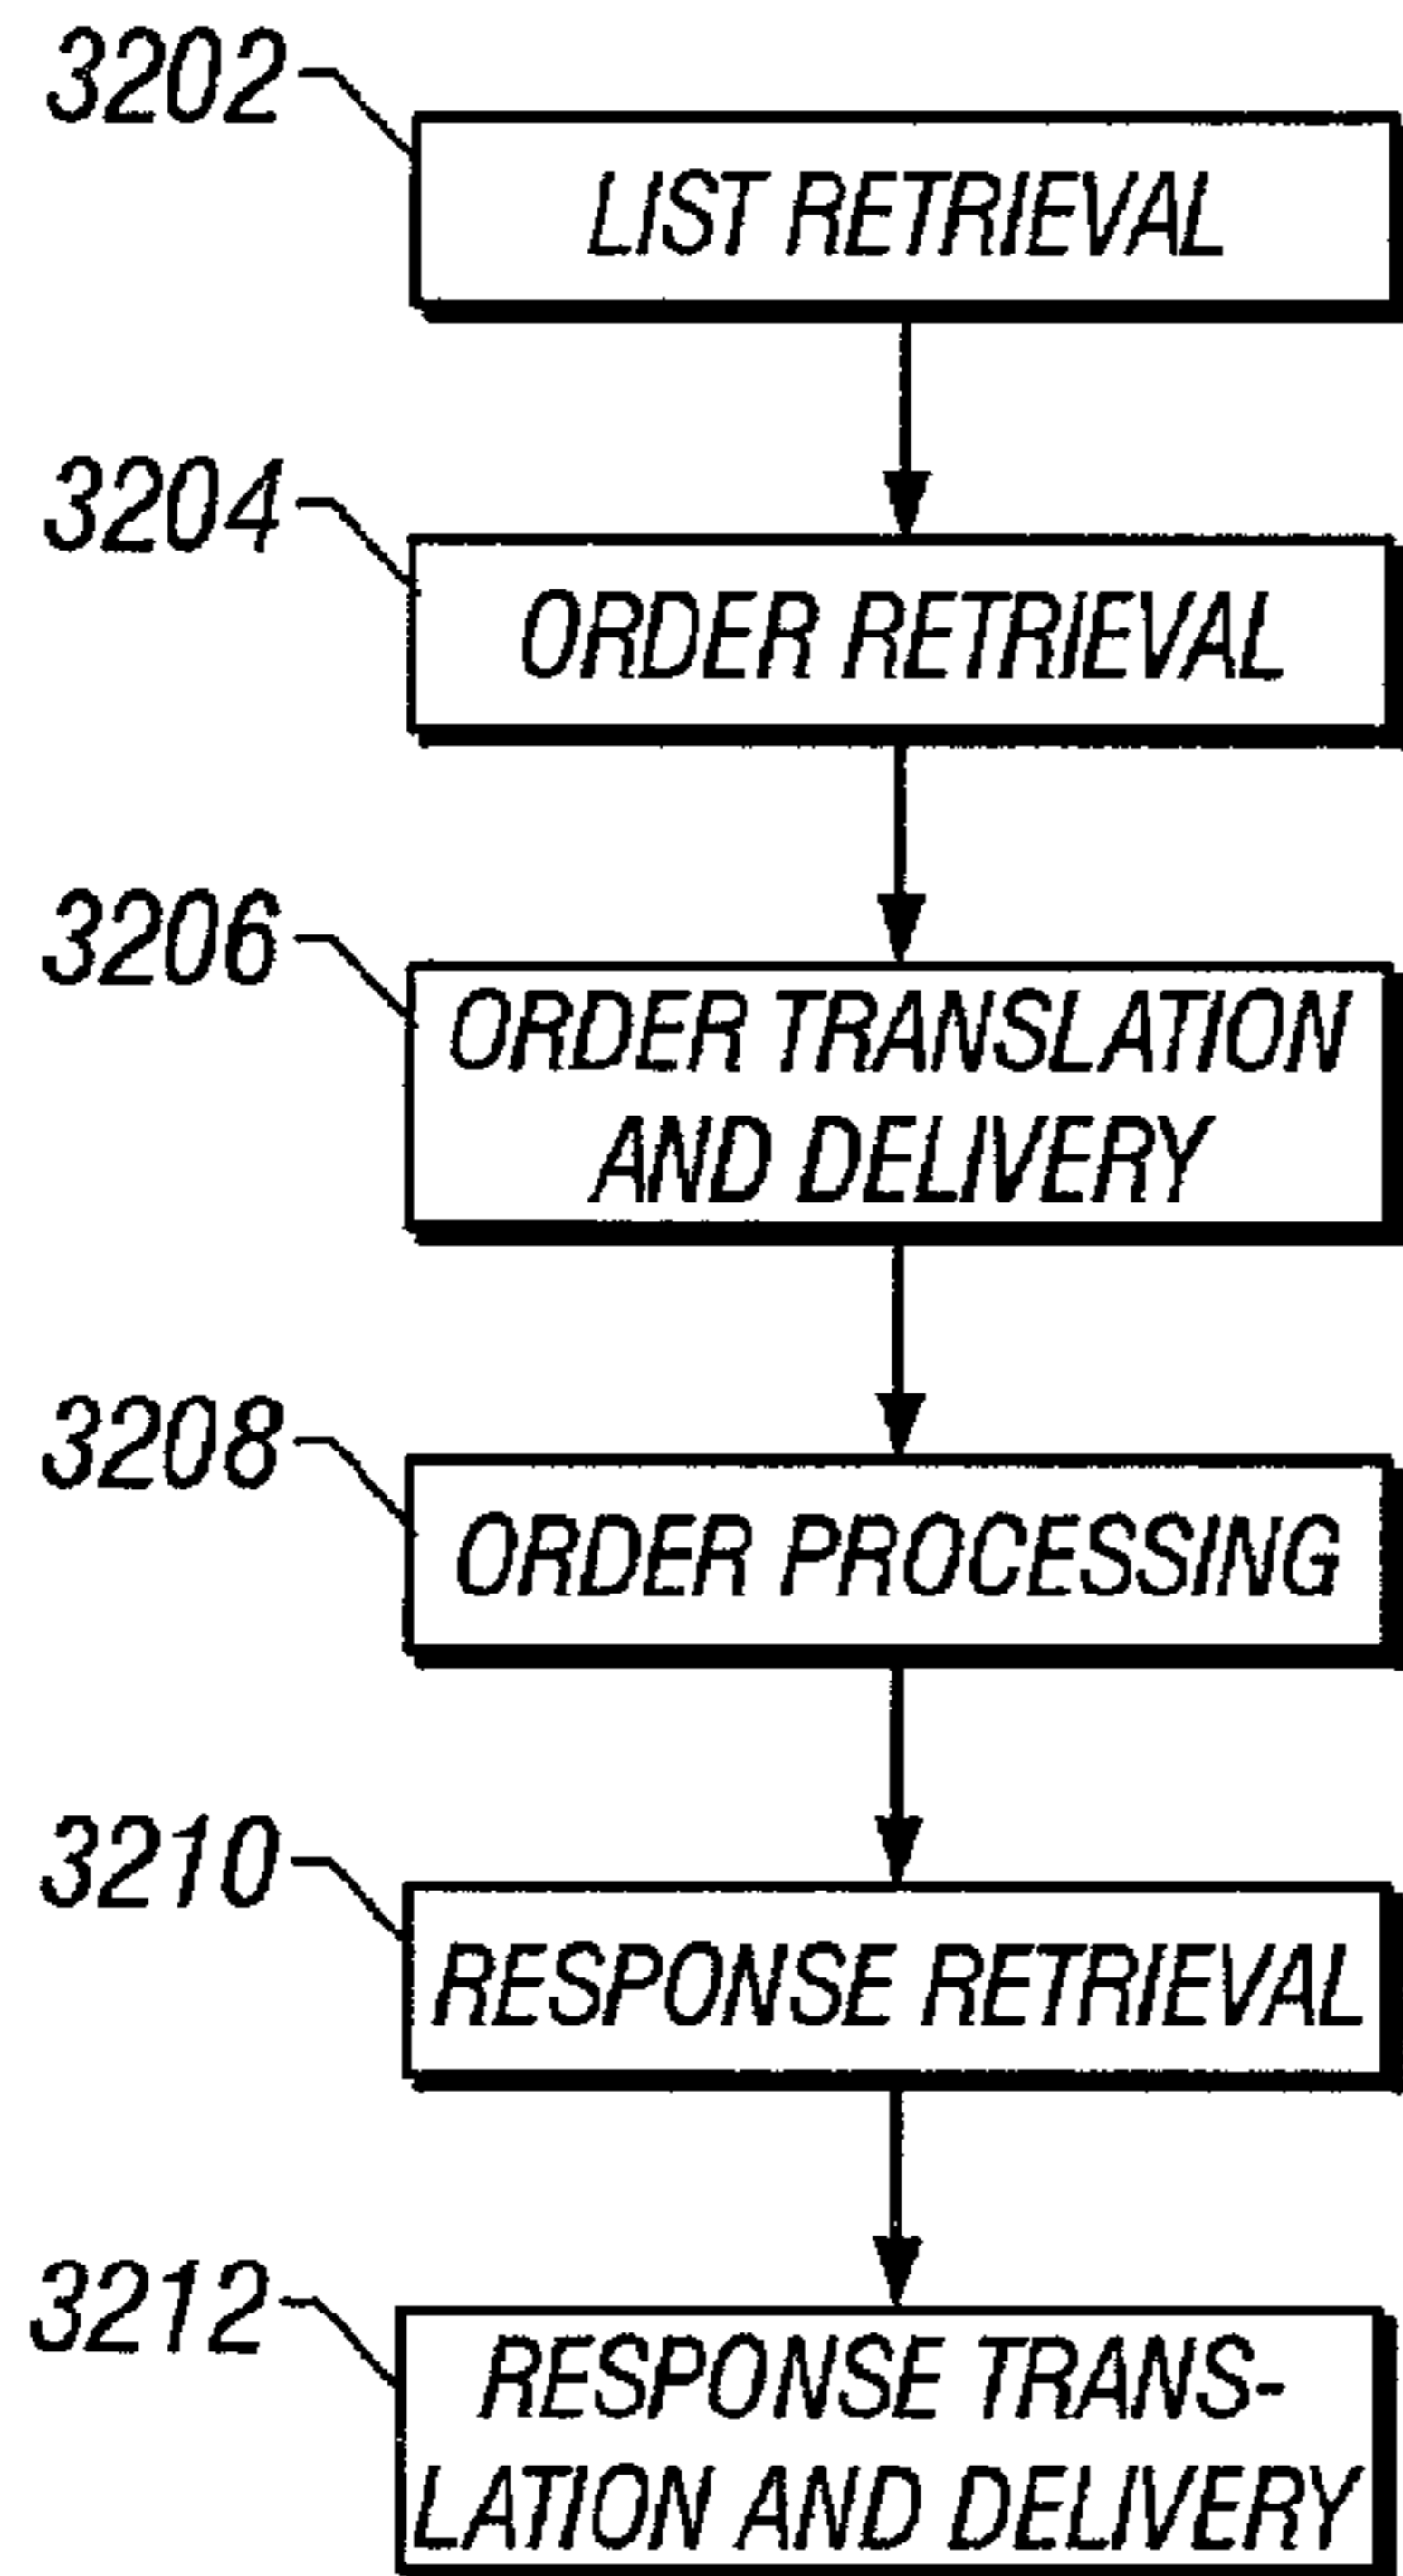 3202
LIST RETRIEVAL
3204
ORDER RETRIEVAL
3206
ORDER TRANSLATION
AND DELIVERY
3208
ORDER PROCESSING
3210
RESPONSE RETRIEVAL
3212
RESPONSE TRANS-
LATION AND DELIVERY